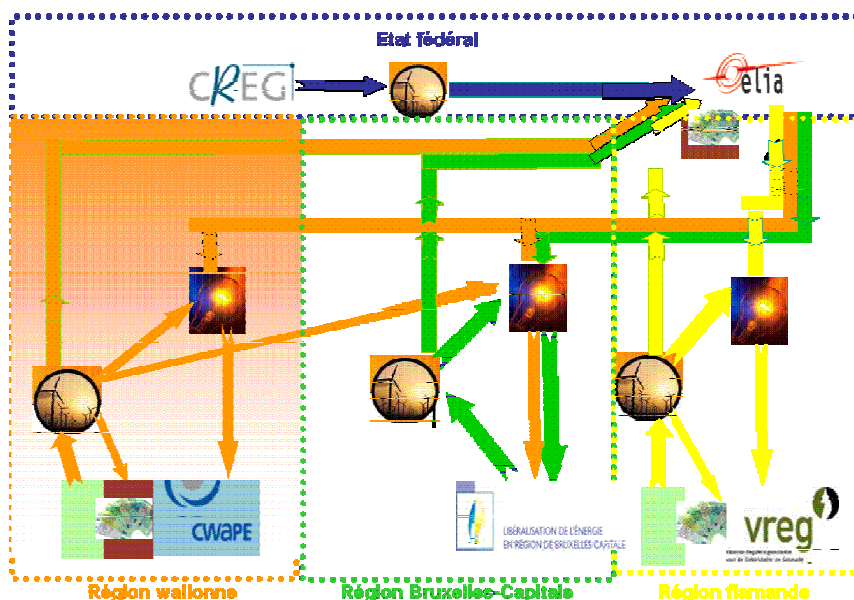 Etat fédéral
CREG
elia
CWAPE
LIBÉRALISATION DE L'ÉNERGIE
EN RÉGION DE BRUXELLES-CAPITALE
vreg
Région wallonne
Région Bruxelles-Capitale
Région flamande